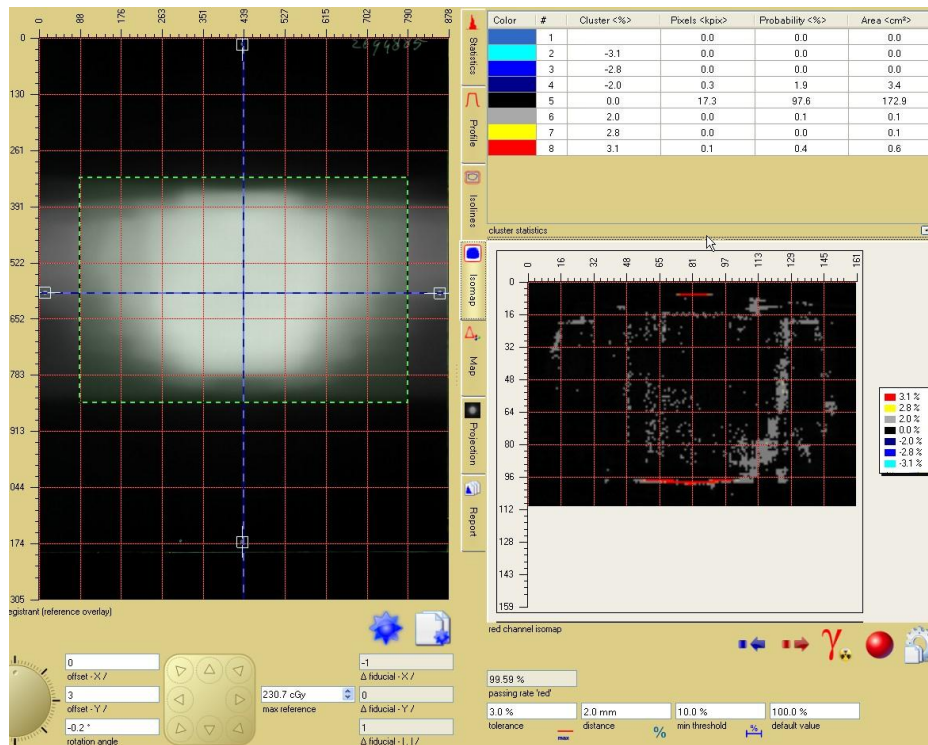 0 88 176 263 351 439 527 615 702 790 878
0
130
261
391
522
652
783
913
044
174
305
2099885
Statistics
Profile
Isolines
Isomap
Map
Projection
Report
Color # Cluster <%> Pixels <kpix> Probability <%> Area <cm²>
1 0.0 0.0 0.0
2 -3.1 0.0 0.0 0.0
3 -2.8 0.0 0.0 0.0
4 -2.0 0.3 1.9 3.4
5 0.0 17.3 97.6 172.9
6 2.0 0.0 0.1 0.1
7 2.8 0.0 0.0 0.1
8 3.1 0.1 0.4 0.6
cluster statistics
0 16 32 48 65 81 97 113 129 145 161
0
16
32
48
64
80
96
112
128
143
159
3.1 %
2.8 %
2.0 %
0.0 %
-2.0 %
-2.8 %
-3.1 %
egistrant (reference overlay)
red channel isomap
0
offset - X /
3
offset - Y /
-0.2 °
rotation angle
230.7 cGy
max reference
-1
Δ fiducial - X /
0
Δ fiducial - Y /
1
Δ fiducial - |. | /
γ
99.59 %
passing rate 'red'
3.0 % 2.0 mm 10.0 % 100.0 %
tolerance max distance % min threshold % default value